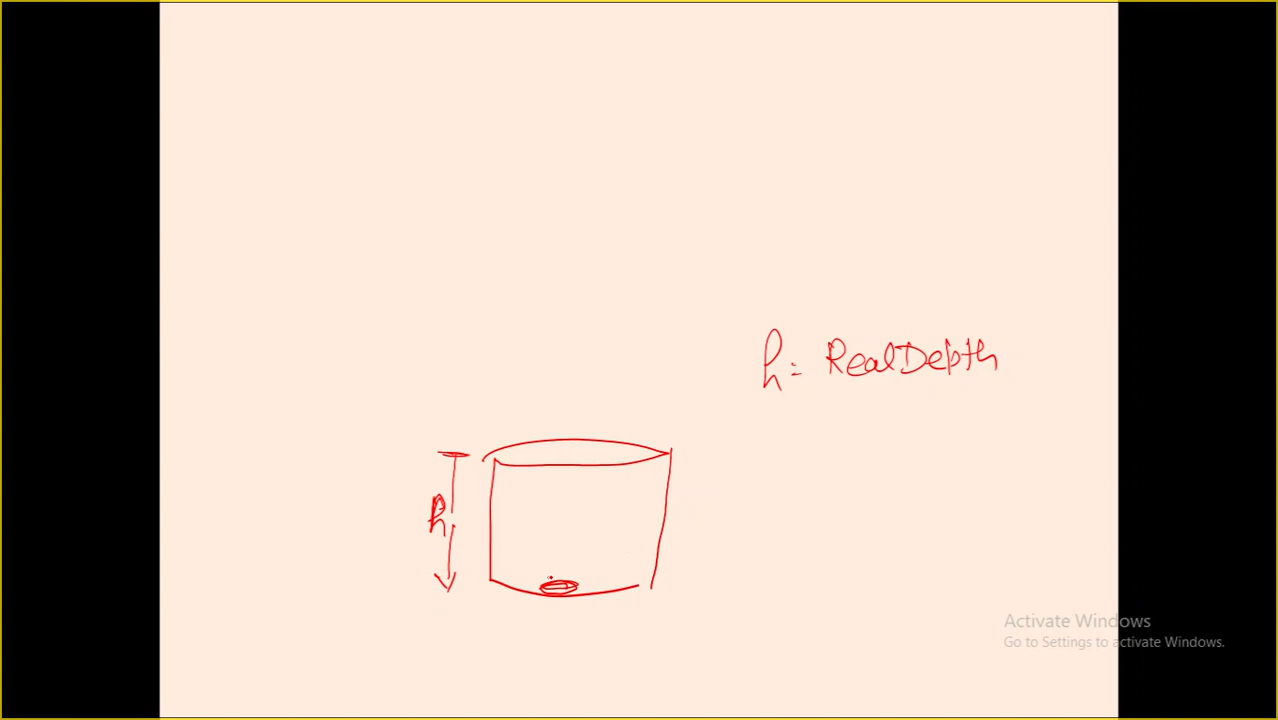 h = RealDepth
h
Activate Windows
Go to Settings to activate Windows.